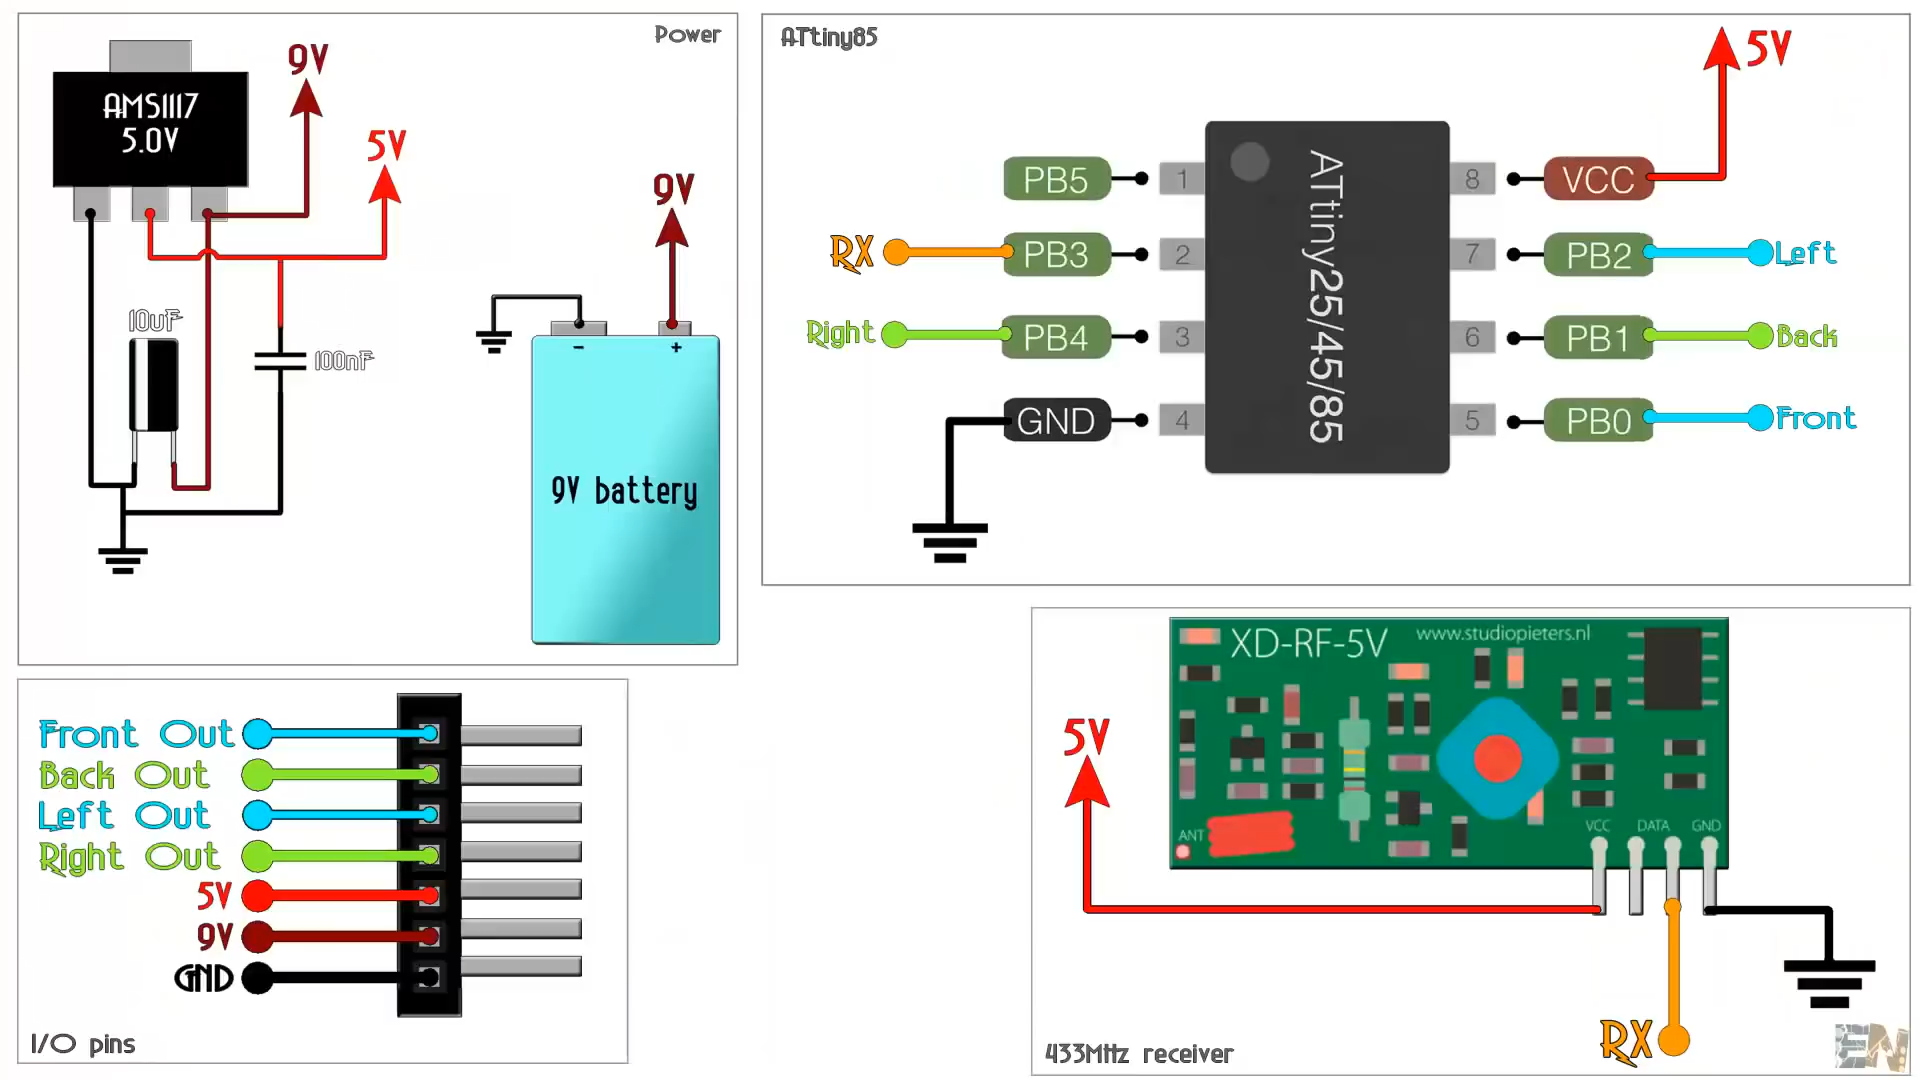 Power
9V
AMS1117
5.0V
5V
9V
10uF
100nF
- +
9V battery
ATtiny85
5V
PB5 1 8 VCC
RX PB3 2 7 PB2 Left
Right PB4 3 6 PB1 Back
GND 4 5 PB0 Front
ATtiny25/45/85
Front Out
Back Out
Left Out
Right Out
5V
9V
GND
I/O pins
XD-RF-5V www.studiopieters.nl
5V
ANT VCC DATA GND
RX
433MHz receiver
EN